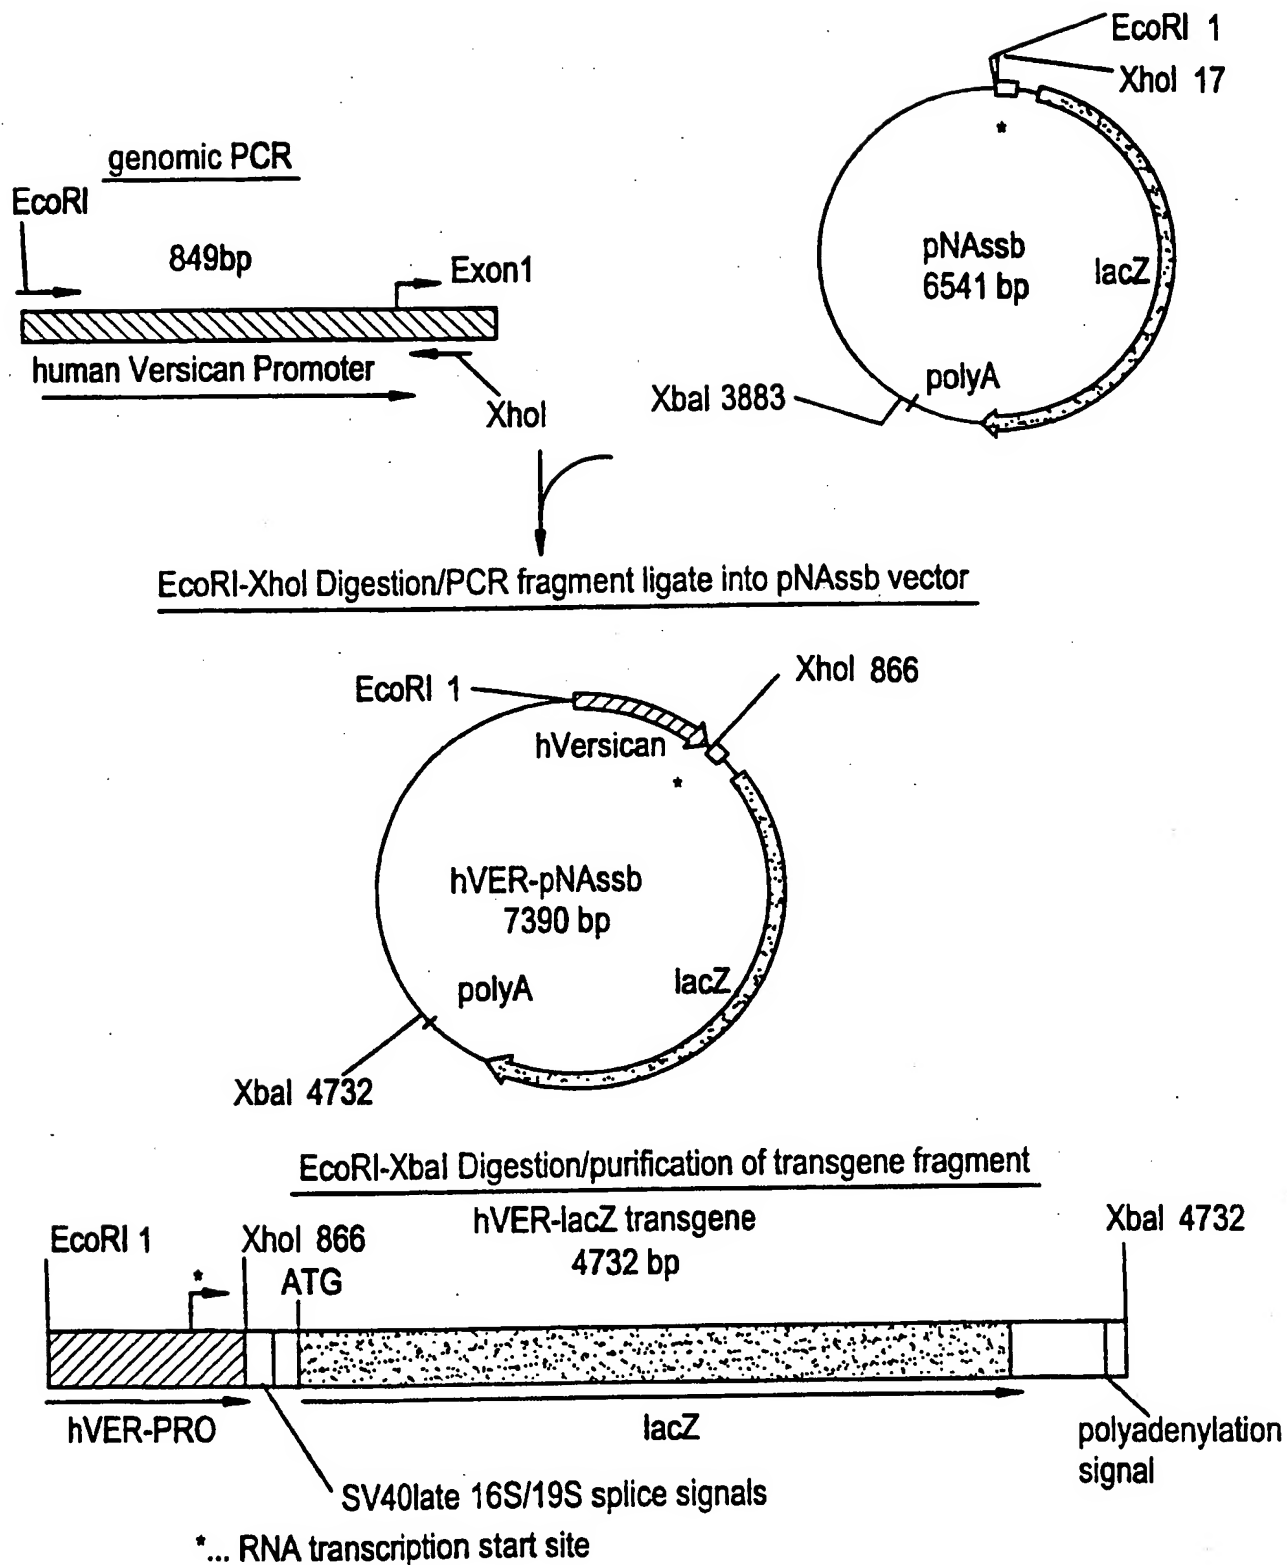 EcoRI 1
XhoI 17
genomic PCR
EcoRI
849bp
Exon1
human Versican Promoter
XhoI
*
pNAssb
6541 bp
lacZ
polyA
XbaI 3883
EcoRI-XhoI Digestion/PCR fragment ligate into pNAssb vector
EcoRI 1
XhoI 866
hVersican
*
hVER-pNAssb
7390 bp
polyA
lacZ
XbaI 4732
EcoRI-XbaI Digestion/purification of transgene fragment
hVER-lacZ transgene
4732 bp
EcoRI 1
XhoI 866
XbaI 4732
*
ATG
hVER-PRO
lacZ
polyadenylation
signal
SV40late 16S/19S splice signals
*... RNA transcription start site